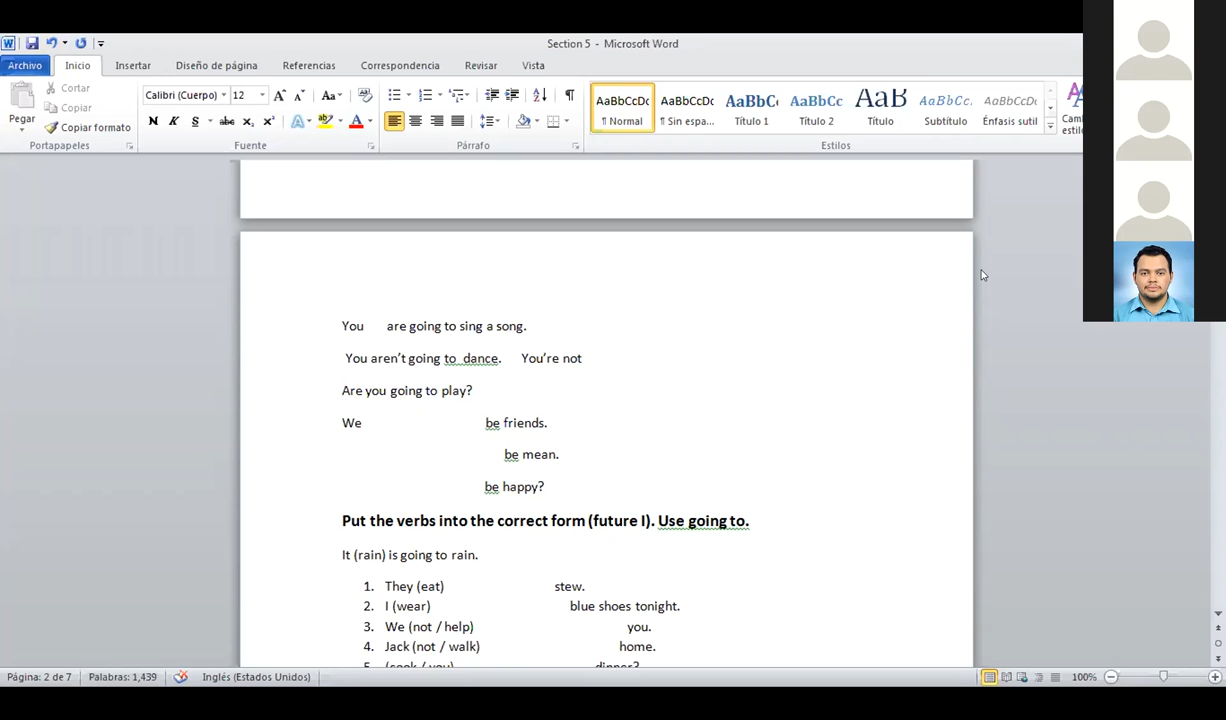 Section 5 - Microsoft Word
Archivo Inicio Insertar Diseño de página Referencias Correspondencia Revisar Vista
Pegar
Cortar
Copiar
Copiar formato
Portapapeles
Calibri (Cuerpo) 12
Fuente
Párrafo
AaBbCcDc AaBbCcDc AaBbC AaBbCc AaB AaBbCc. AaBbCcDc
¶ Normal ¶ Sin espa... Título 1 Título 2 Título Subtítulo Énfasis sutil
Estilos
You are going to sing a song.
You aren't going to dance. You're not
Are you going to play?
We be friends.
be mean.
be happy?
Put the verbs into the correct form (future I). Use going to.
It (rain) is going to rain.
1. They (eat) stew.
2. I (wear) blue shoes tonight.
3. We (not / help) you.
4. Jack (not / walk) home.
5. (cook / you) dinner?
Página: 2 de 7 Palabras: 1,439 Inglés (Estados Unidos) 100%